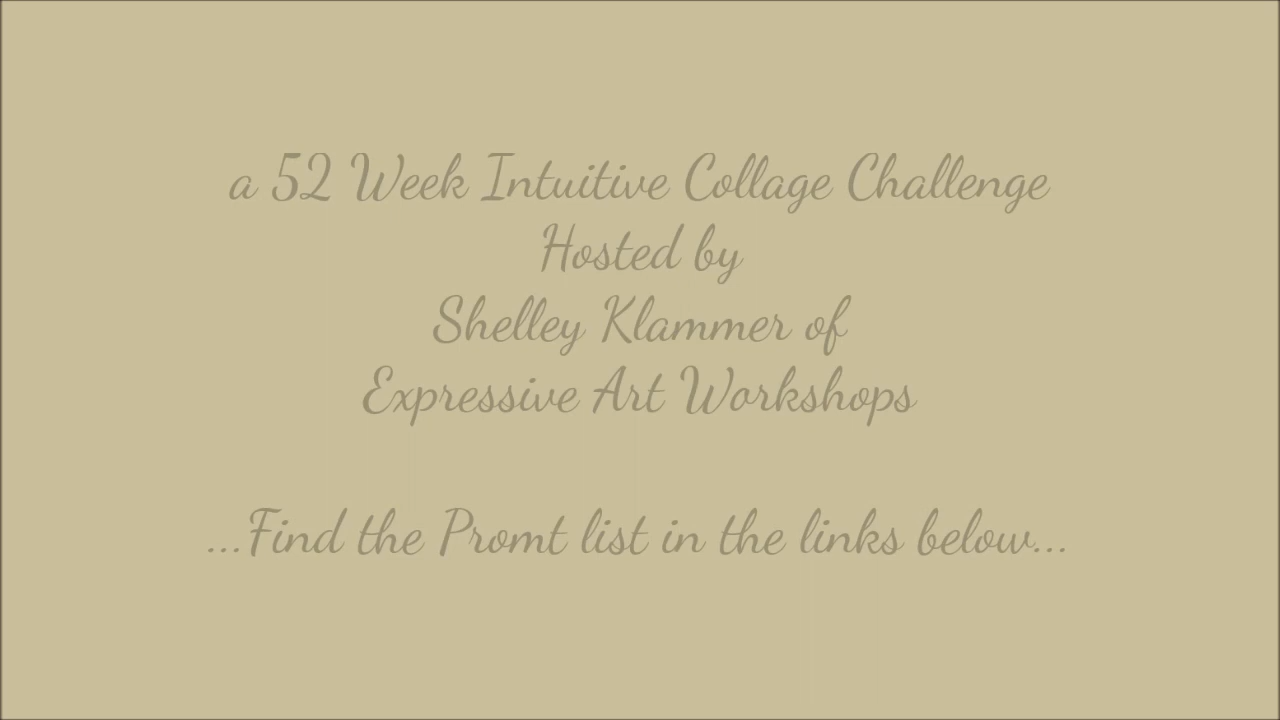 a 52 Week Intuitive Collage Challenge
Hosted by
Shelley Klammer of
Expressive Art Workshops
...Find the Promt list in the links below...